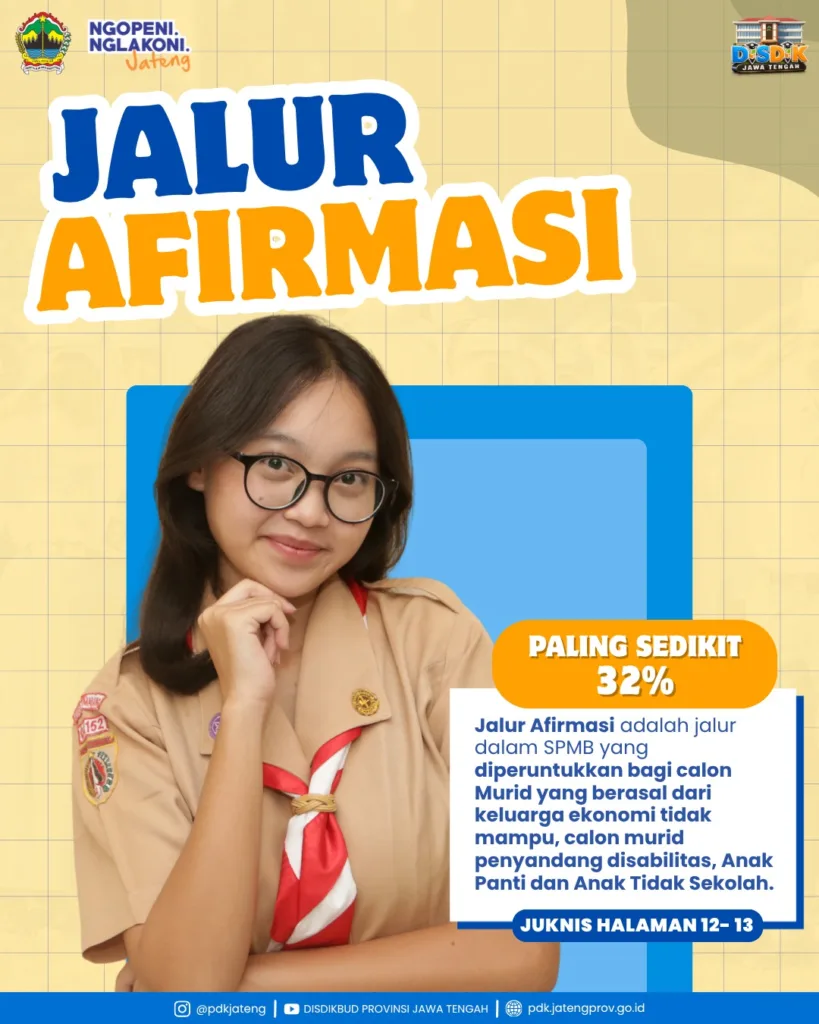 NGOPENI.
NGLAKONI.
Jateng
DISDIK
JAWA TENGAH
JALUR
AFIRMASI
152
PALING SEDIKIT
32%
Jalur Afirmasi adalah jalur
dalam SPMB yang
diperuntukkan bagi calon
Murid yang berasal dari
keluarga ekonomi tidak
mampu, calon murid
penyandang disabilitas, Anak
Panti dan Anak Tidak Sekolah.
JUKNIS HALAMAN 12- 13
@pdkjateng
DISDIKBUD PROVINSI JAWA TENGAH
pdk.jatengprov.go.id